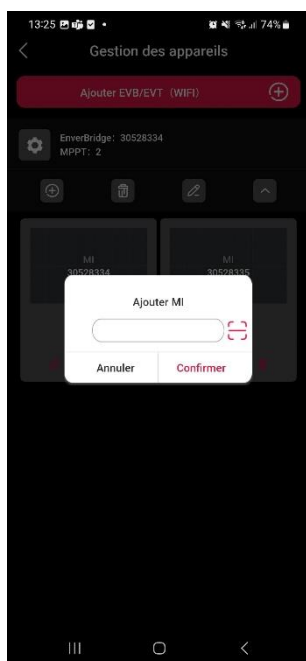 13:25
74%
Gestion des appareils
Ajouter EVB/EVT（WIFI）
EnverBridge: 30528334
MPPT: 2
MI
30528334
MI
30528335
Ajouter MI
Annuler
Confirmer